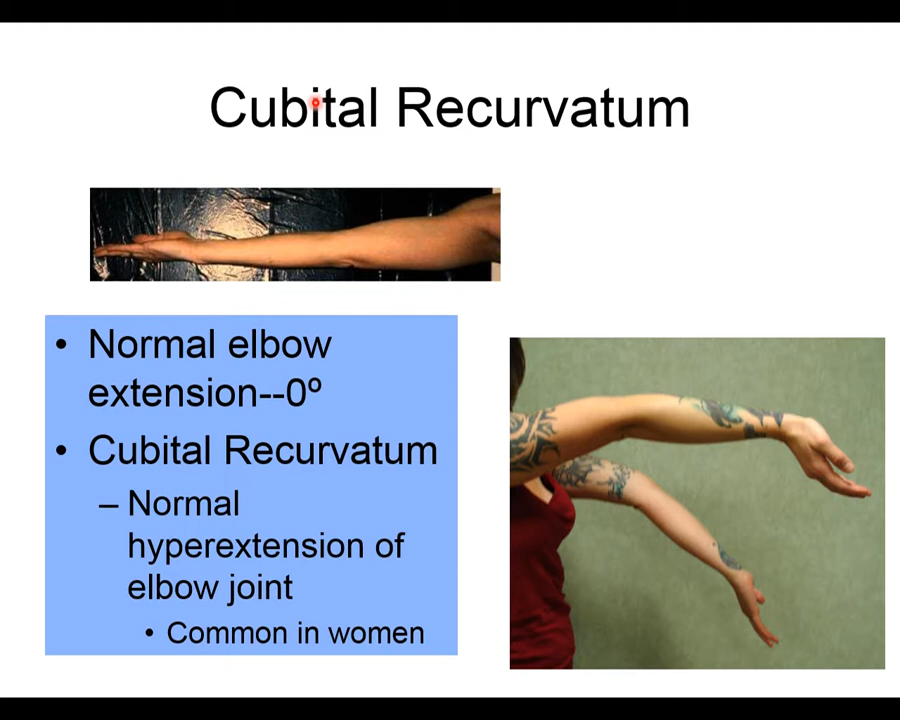 Cubital Recurvatum
• Normal elbow
extension--0º
• Cubital Recurvatum
– Normal
hyperextension of
elbow joint
• Common in women